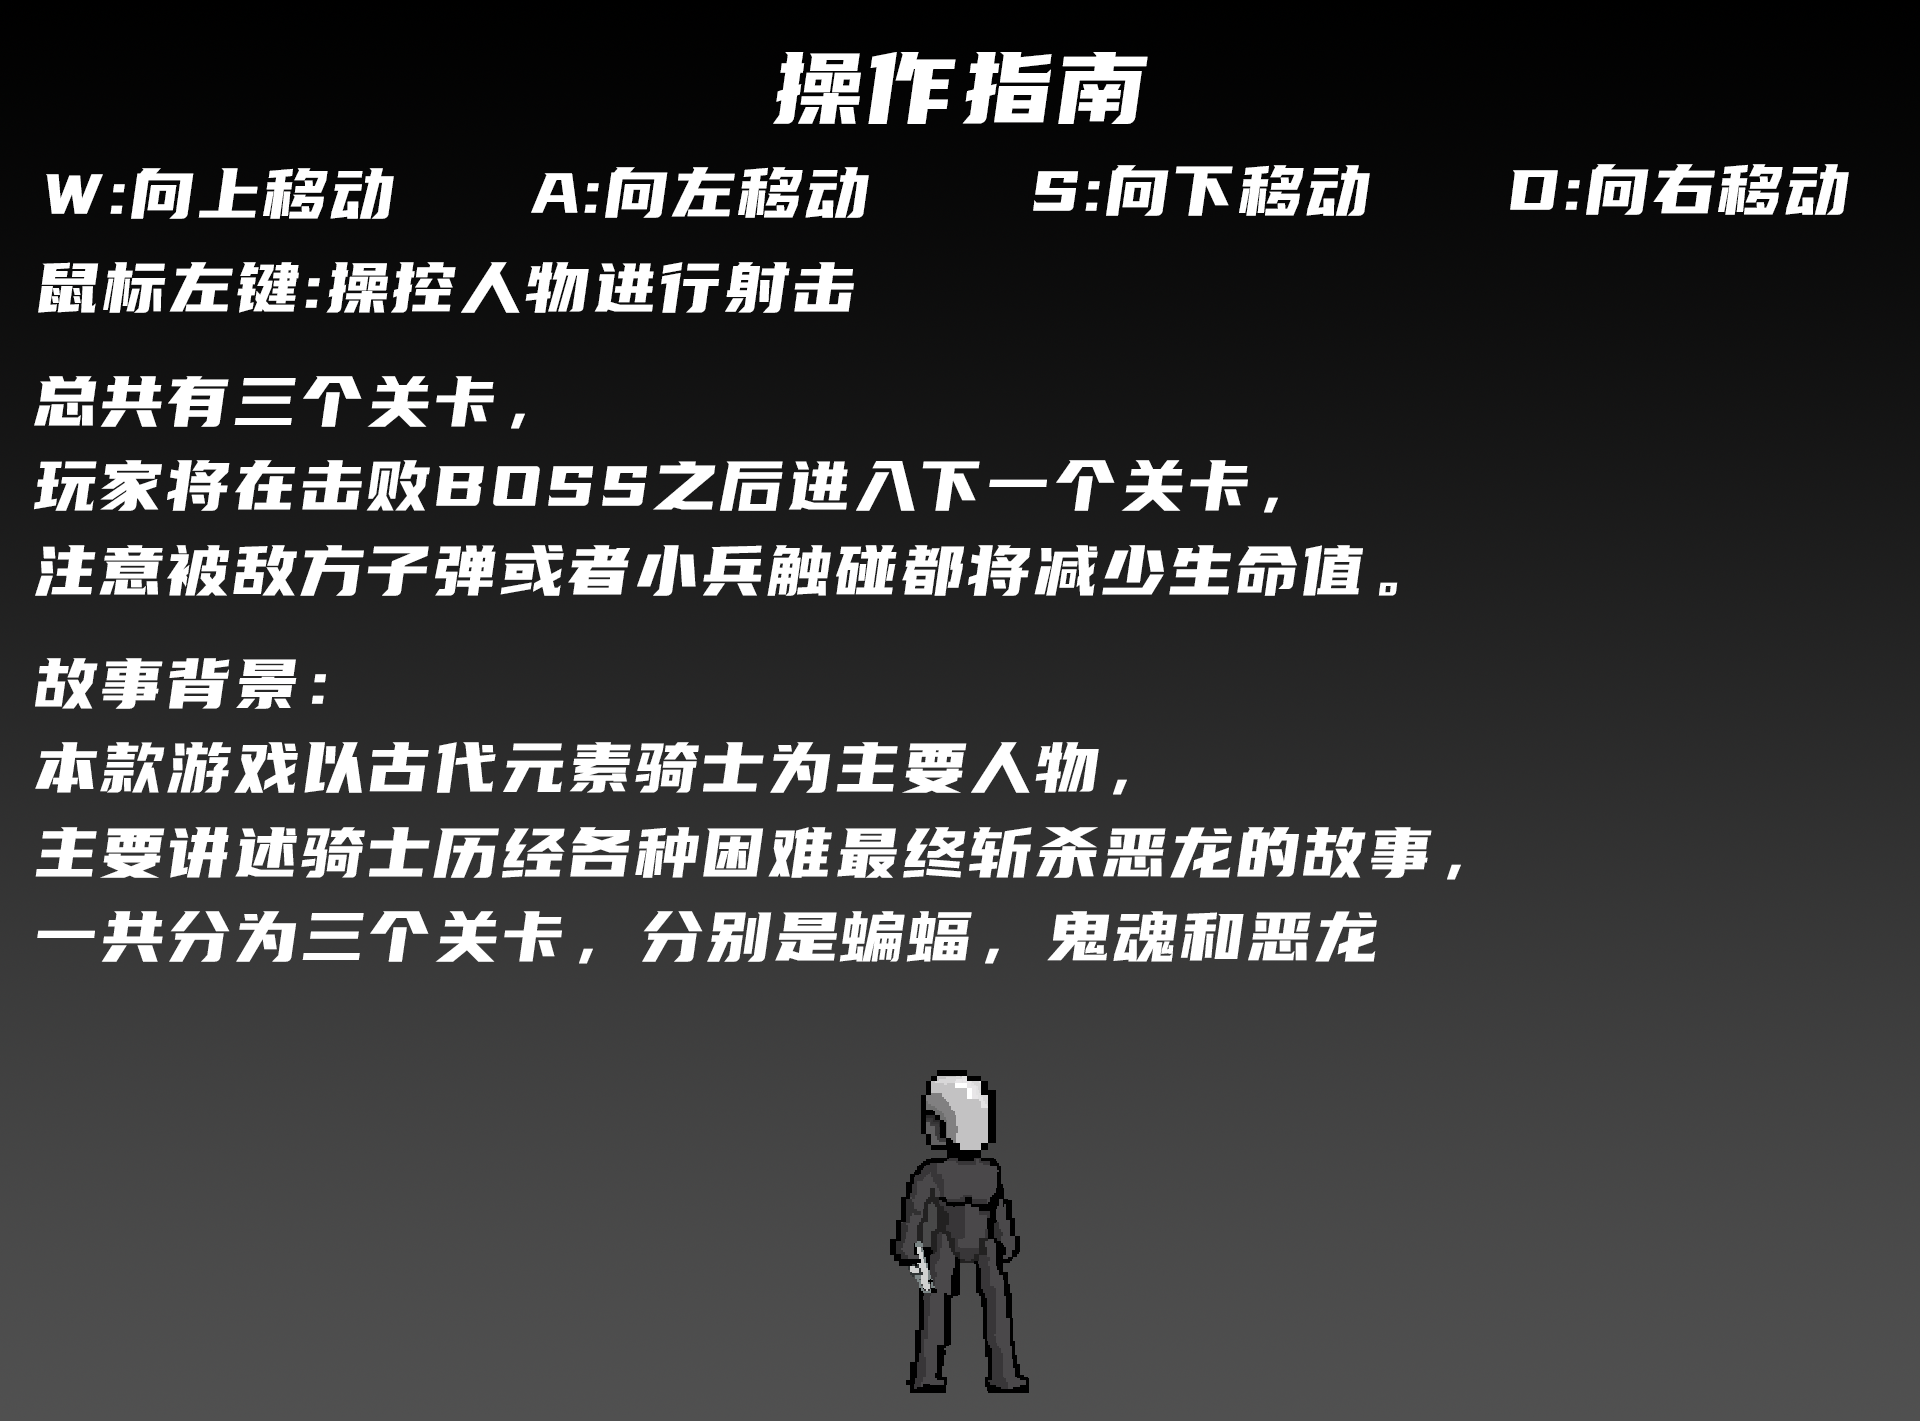 操作指南
W:向上移动 A:向左移动 S:向下移动 D:向右移动
鼠标左键:操控人物进行射击
总共有三个关卡，
玩家将在击败BOSS之后进入下一个关卡，
注意被敌方子弹或者小兵触碰都将减少生命值。
故事背景：
本款游戏以古代元素骑士为主要人物，
主要讲述骑士历经各种困难最终斩杀恶龙的故事，
一共分为三个关卡，分别是蝙蝠，鬼魂和恶龙